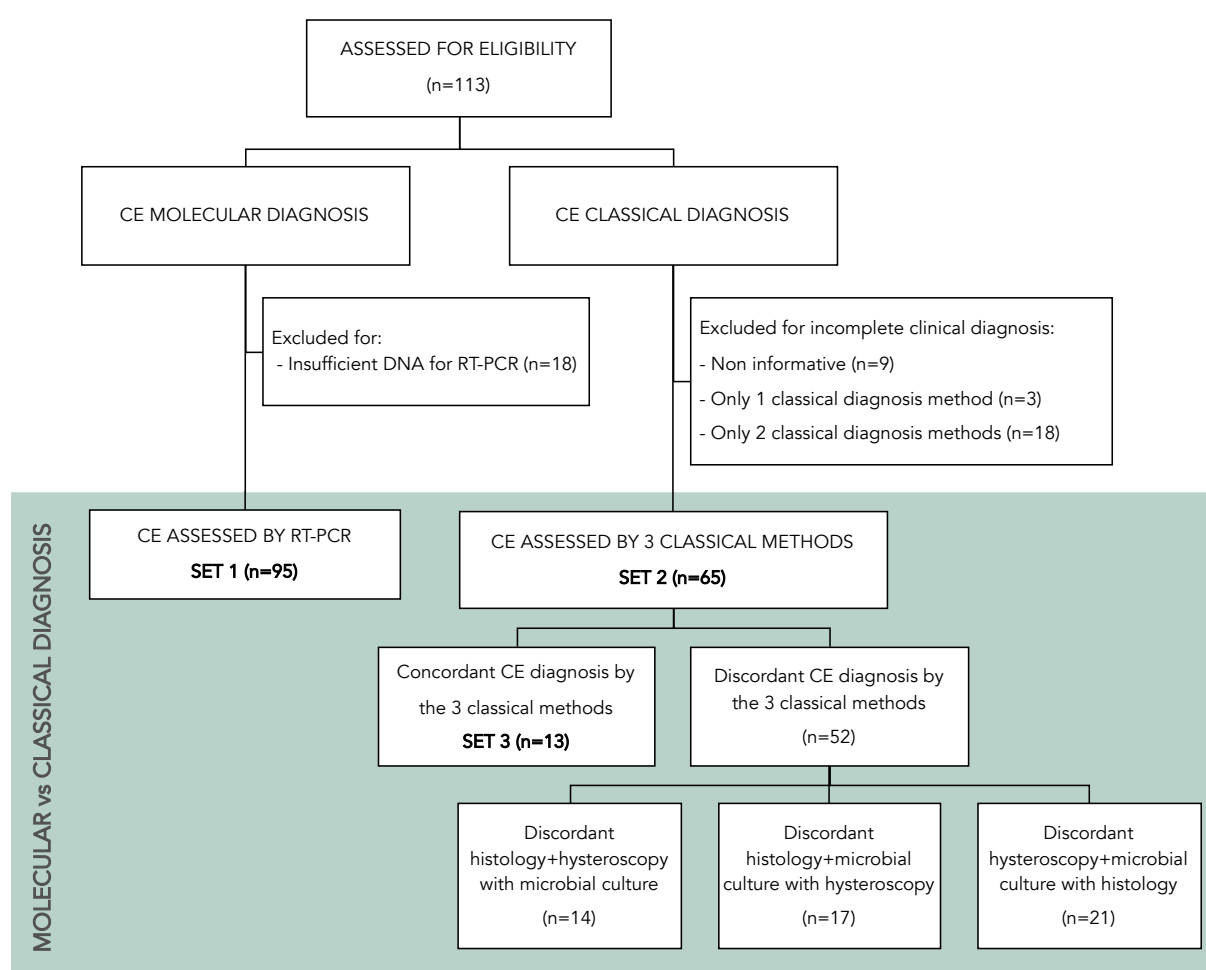 ASSESSED FOR ELIGIBILITY
(n=113)
CE MOLECULAR DIAGNOSIS
CE CLASSICAL DIAGNOSIS
Excluded for:
- Insufficient DNA for RT-PCR (n=18)
Excluded for incomplete clinical diagnosis:
- Non informative (n=9)
- Only 1 classical diagnosis method (n=3)
- Only 2 classical diagnosis methods (n=18)
MOLECULAR vs CLASSICAL DIAGNOSIS
CE ASSESSED BY RT-PCR
SET 1 (n=95)
CE ASSESSED BY 3 CLASSICAL METHODS
SET 2 (n=65)
Concordant CE diagnosis by
the 3 classical methods
SET 3 (n=13)
Discordant CE diagnosis by
the 3 classical methods
(n=52)
Discordant
histology+hysteroscopy
with microbial culture
(n=14)
Discordant
histology+microbial
culture with hysteroscopy
(n=17)
Discordant
hysteroscopy+microbial
culture with histology
(n=21)